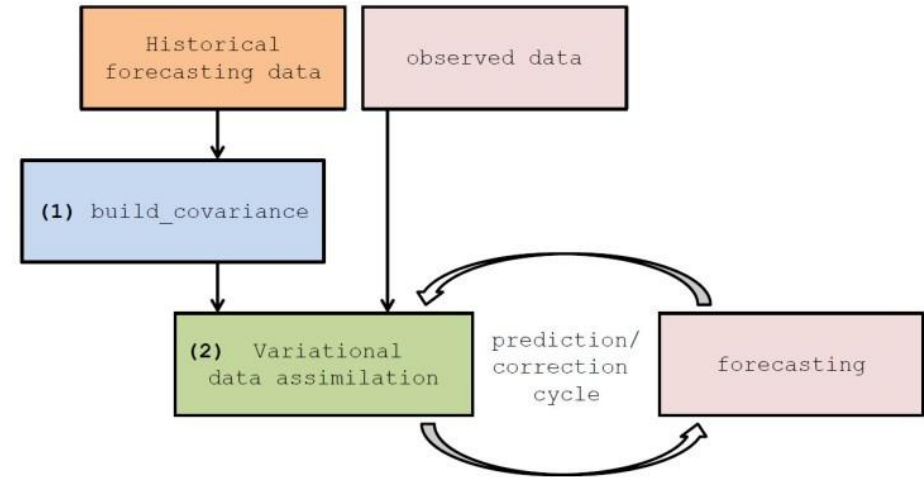 Historical
forecasting data
observed data
(1) build_covariance
(2) Variational
data assimilation
prediction/
correction
cycle
forecasting